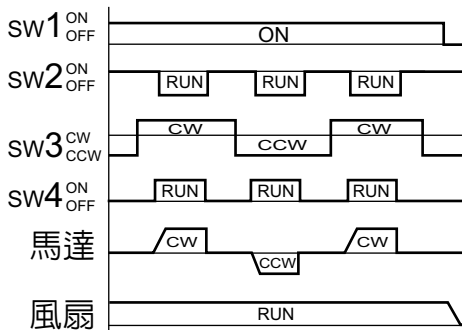 SW1 ON OFF ON
SW2 ON OFF RUN RUN RUN
SW3 CW CCW CW CCW CW
SW4 ON OFF RUN RUN RUN
馬達 CW CCW CW
風扇 RUN